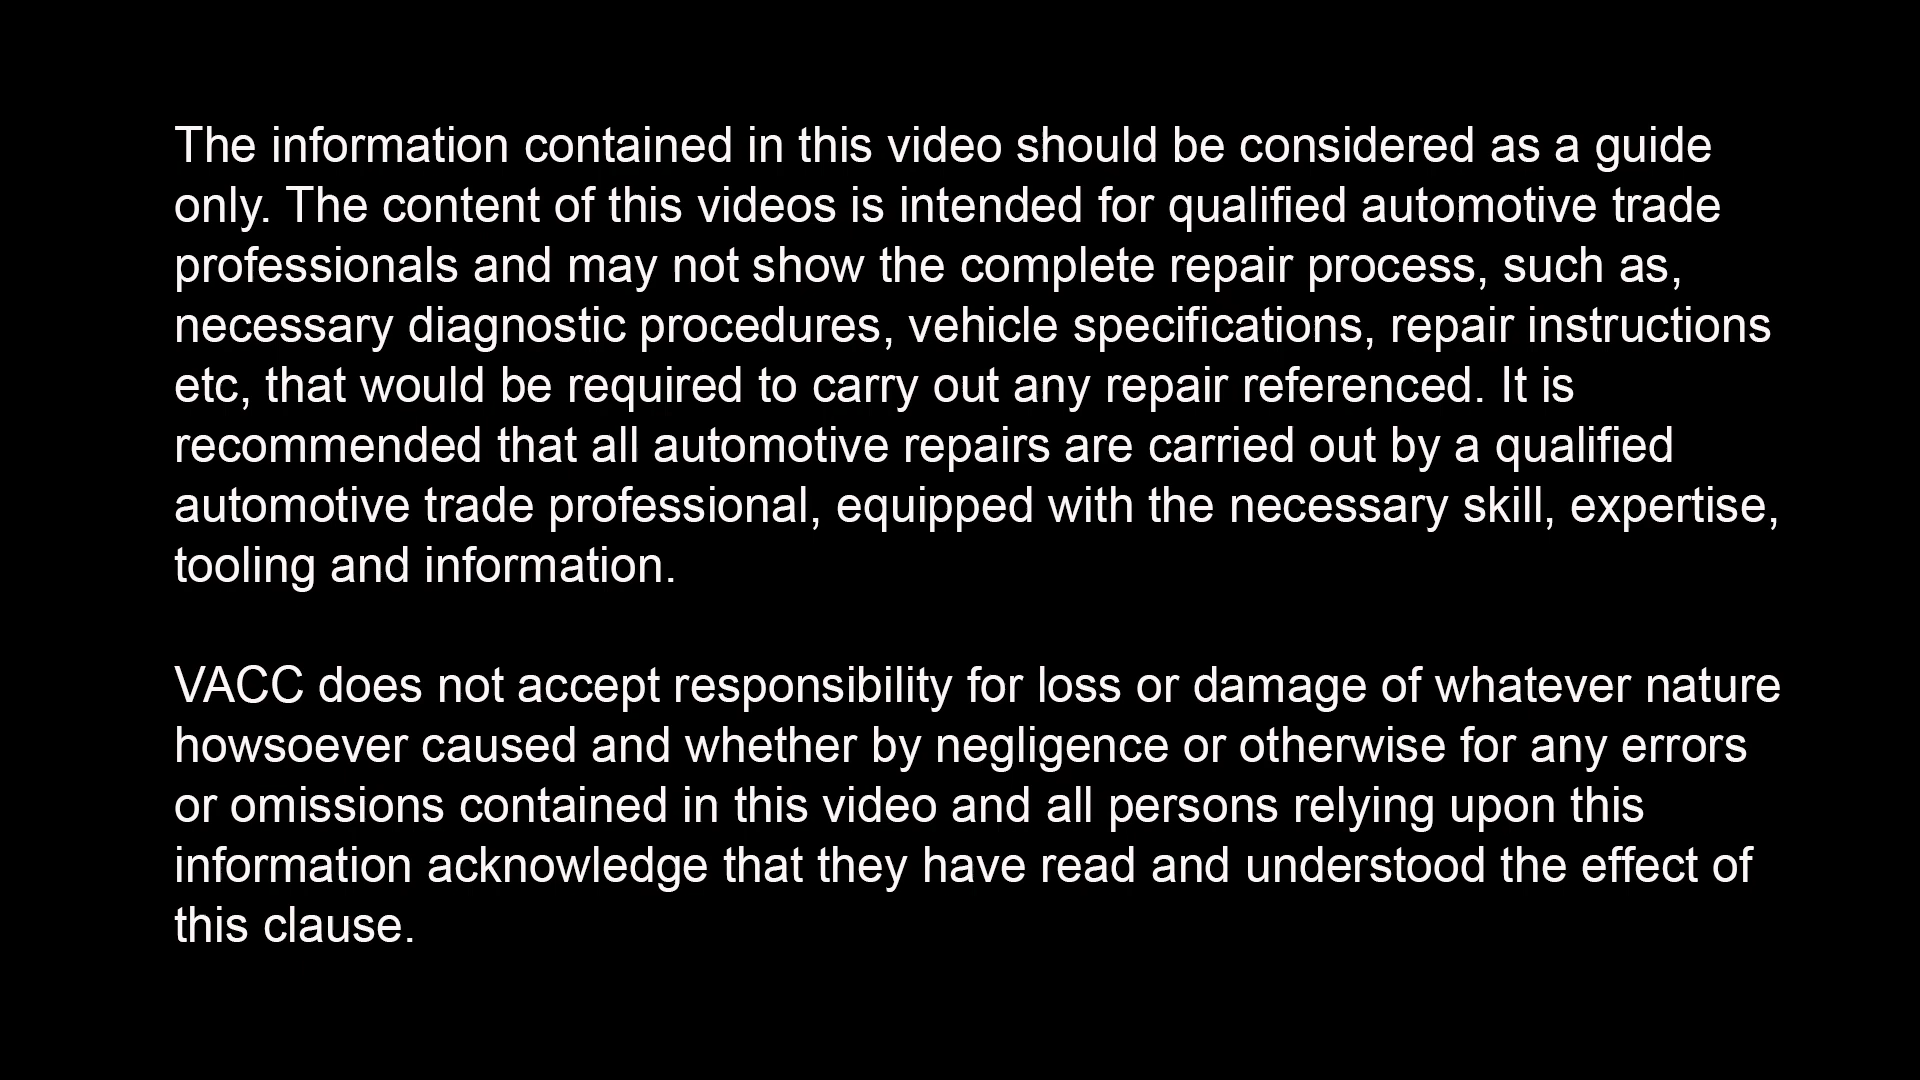 The information contained in this video should be considered as a guide
only. The content of this videos is intended for qualified automotive trade
professionals and may not show the complete repair process, such as,
necessary diagnostic procedures, vehicle specifications, repair instructions
etc, that would be required to carry out any repair referenced. It is
recommended that all automotive repairs are carried out by a qualified
automotive trade professional, equipped with the necessary skill, expertise,
tooling and information.
VACC does not accept responsibility for loss or damage of whatever nature
howsoever caused and whether by negligence or otherwise for any errors
or omissions contained in this video and all persons relying upon this
information acknowledge that they have read and understood the effect of
this clause.